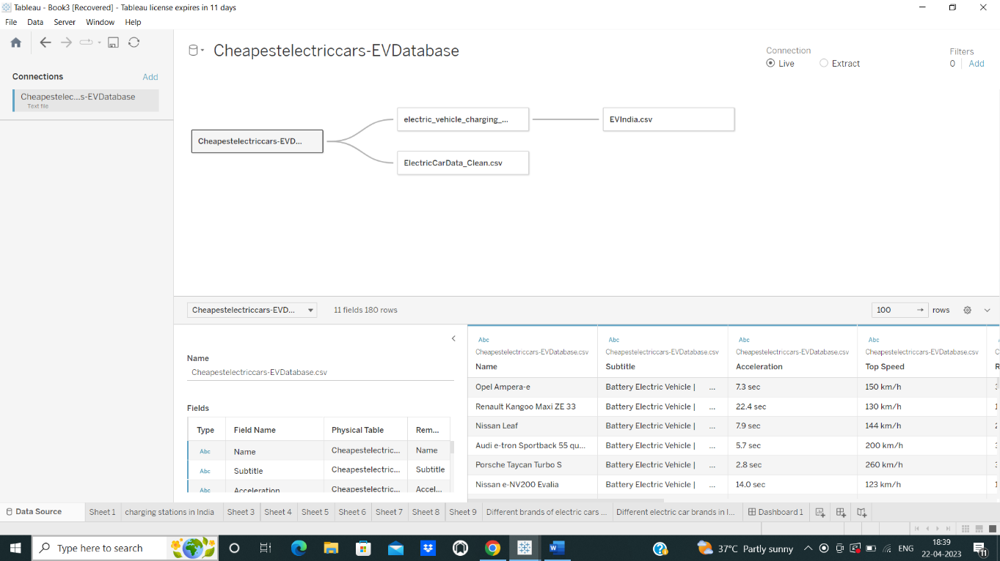 Tableau - Book3 [Recovered] - Tableau license expires in 11 days
File Data Server Window Help
Connections Add
Cheapestelec...s-EVDatabase
Text file
Cheapestelectriccars-EVDatabase
Connection
Live Extract
Filters
0 Add
Cheapestelectriccars-EVD...
electric_vehicle_charging_...
EVIndia.csv
ElectricCarData_Clean.csv
Cheapestelectriccars-EVD... 11 fields 180 rows
100 → rows
Name
Cheapestelectriccars-EVDatabase.csv
Fields
Type Field Name Physical Table Rem...
Abc Name Cheapestelectric... Name
Abc Subtitle Cheapestelectric... Subtitle
Abc Acceleration Cheapestelectric... Accel...
Abc Abc Abc Abc
Cheapestelectriccars-EVDatabase.csv Cheapestelectriccars-EVDatabase.csv Cheapestelectriccars-EVDatabase.csv Cheapestelectriccars-EVDatabase.csv
Name Subtitle Acceleration Top Speed
Opel Ampera-e Battery Electric Vehicle | ... 7.3 sec 150 km/h
Renault Kangoo Maxi ZE 33 Battery Electric Vehicle | ... 22.4 sec 130 km/h
Nissan Leaf Battery Electric Vehicle | ... 7.9 sec 144 km/h
Audi e-tron Sportback 55 qu... Battery Electric Vehicle | ... 5.7 sec 200 km/h
Porsche Taycan Turbo S Battery Electric Vehicle | ... 2.8 sec 260 km/h
Nissan e-NV200 Evalia Battery Electric Vehicle | ... 14.0 sec 123 km/h
Data Source Sheet 1 charging stations in India Sheet 3 Sheet 4 Sheet 5 Sheet 6 Sheet 7 Sheet 8 Sheet 9 Different brands of electric cars ... Different electric car brands in I... Dashboard 1
Type here to search
37°C Partly sunny
ENG
18:39
22-04-2023
11